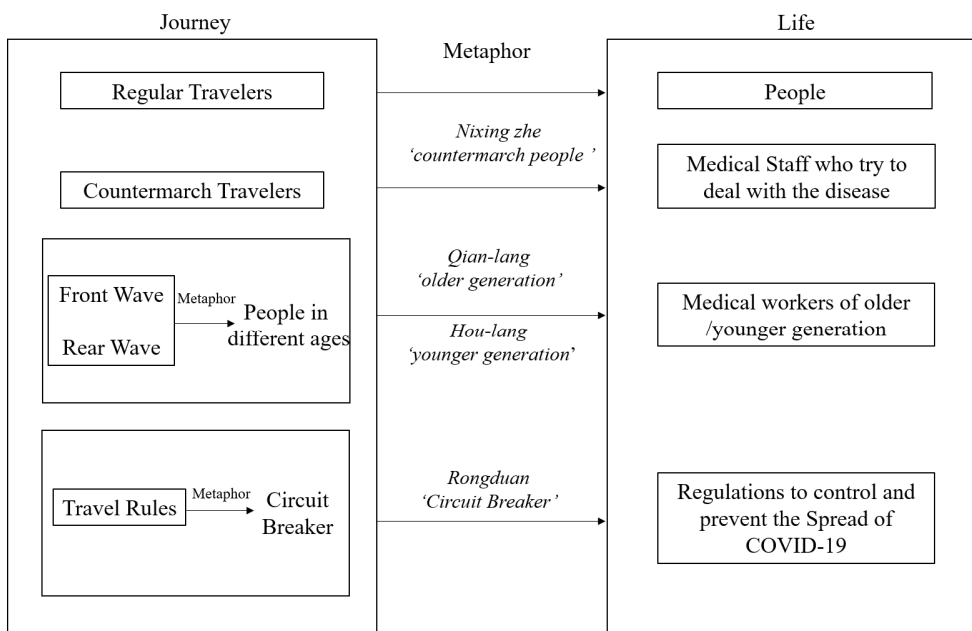 Journey
Metaphor
Life
Regular Travelers
People
Nixing zhe
‘countermarch people ’
Countermarch Travelers
Medical Staff who try to
deal with the disease
Front Wave
Rear Wave
Metaphor
People in
different ages
Qian-lang
‘older generation’
Hou-lang
‘younger generation’
Medical workers of older
/younger generation
Travel Rules
Metaphor
Circuit
Breaker
Rongduan
‘Circuit Breaker’
Regulations to control and
prevent the Spread of
COVID-19